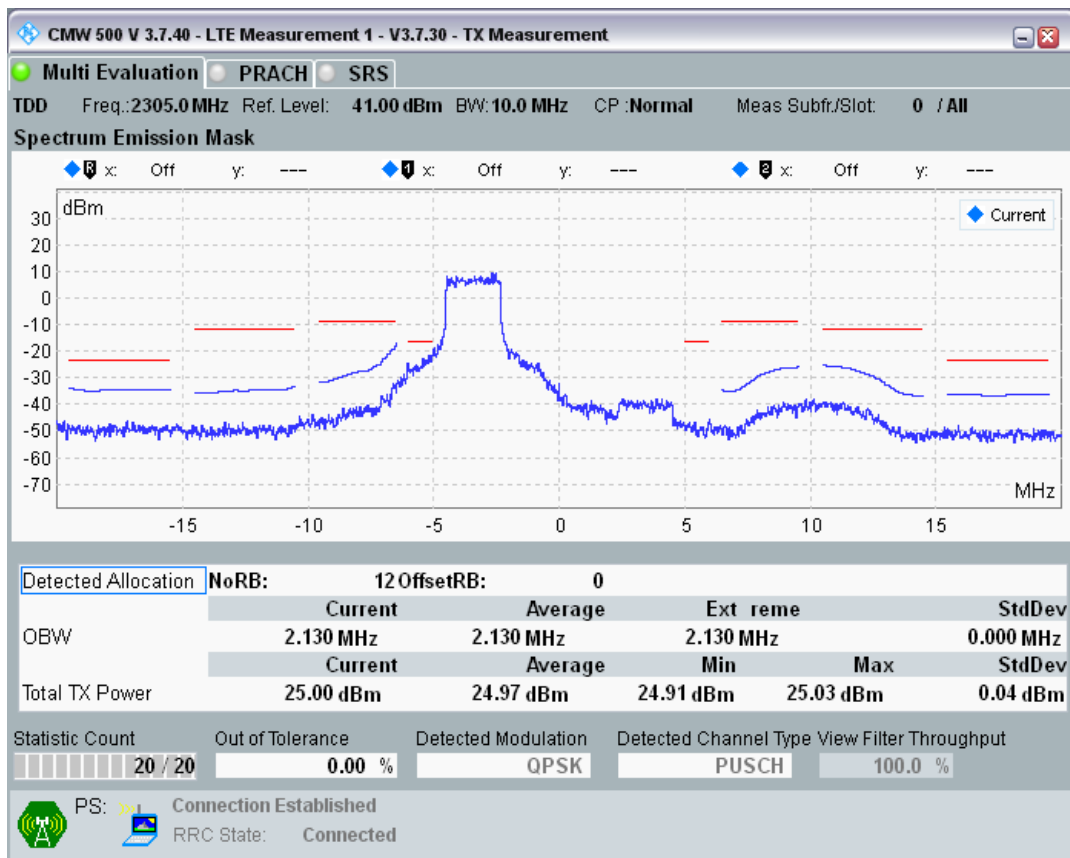 CMW 500 V 3.7.40 - LTE Measurement 1 - V3.7.30 - TX Measurement
Multi Evaluation PRACH SRS
TDD Freq.:2305.0 MHz Ref. Level: 41.00 dBm BW:10.0 MHz CP :Normal Meas Subfr./Slot: 0 / All
Spectrum Emission Mask
R x: Off y: --- 1 x: Off y: --- 2 x: Off y: ---
dBm
Current
30
20
10
0
-10
-20
-30
-40
-50
-60
-70
MHz
-15 -10 -5 0 5 10 15
Detected Allocation NoRB: 12 OffsetRB: 0
Current Average Ext reme StdDev
OBW 2.130 MHz 2.130 MHz 2.130 MHz 0.000 MHz
Current Average Min Max StdDev
Total TX Power 25.00 dBm 24.97 dBm 24.91 dBm 25.03 dBm 0.04 dBm
Statistic Count Out of Tolerance Detected Modulation Detected Channel Type View Filter Throughput
20 / 20 0.00 % QPSK PUSCH 100.0 %
PS: Connection Established
RRC State: Connected